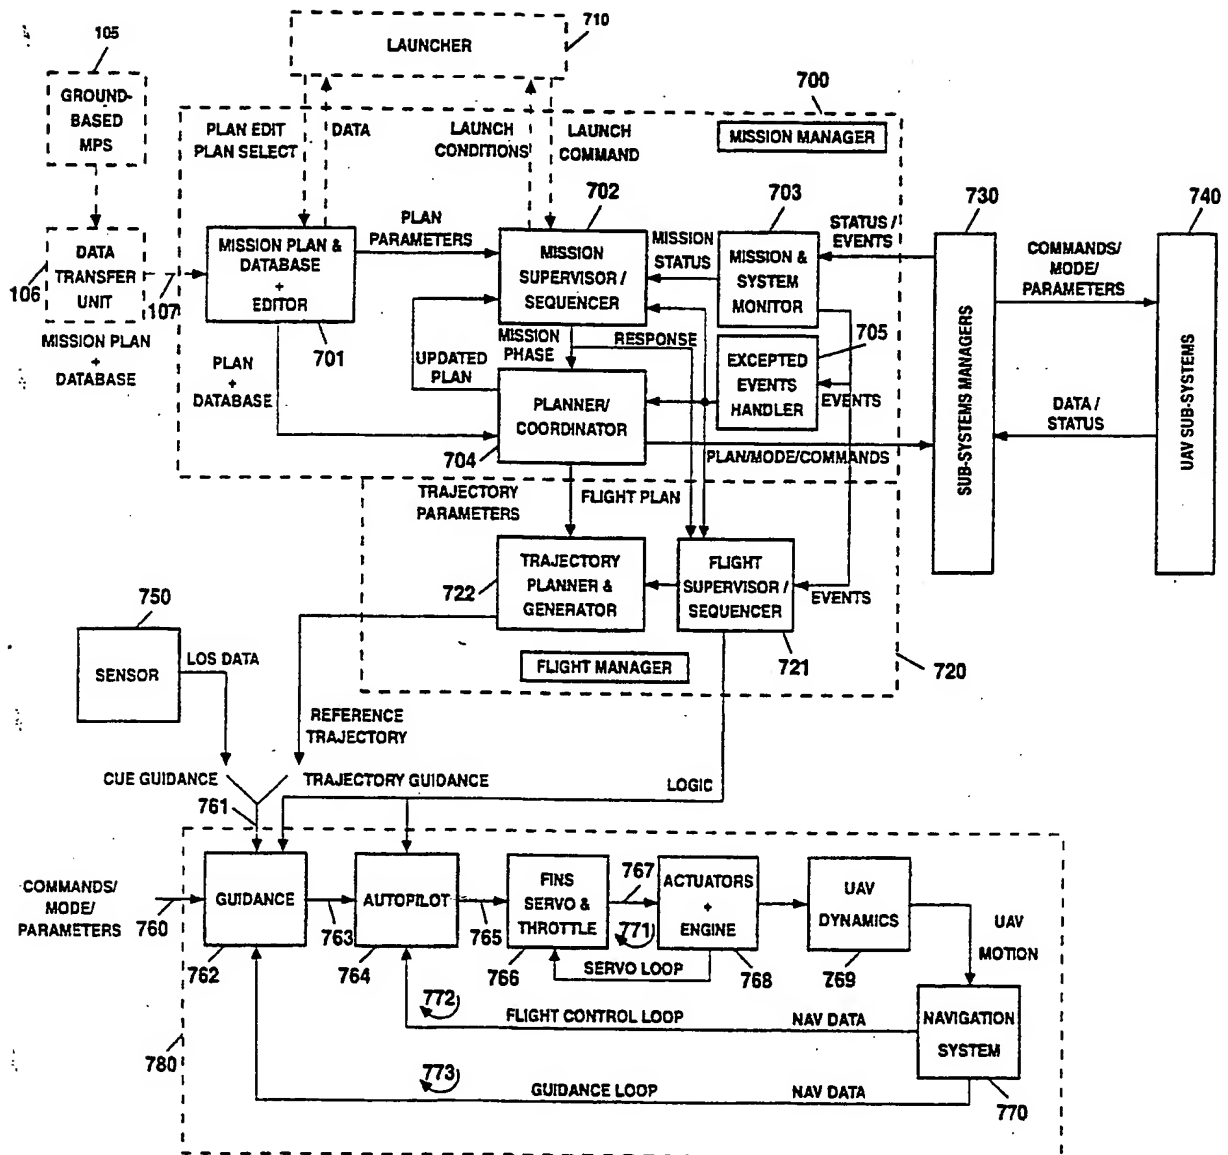 710
LAUNCHER
105
GROUND-
BASED
MPS
700
MISSION MANAGER
PLAN EDIT
PLAN SELECT
DATA
LAUNCH
CONDITIONS
LAUNCH
COMMAND
702
703
730
740
DATA
TRANSFER
UNIT
106
107
MISSION PLAN
+
DATABASE
MISSION PLAN &
DATABASE
+
EDITOR
701
PLAN
PARAMETERS
MISSION
SUPERVISOR/
SEQUENCER
MISSION
STATUS
MISSION &
SYSTEM
MONITOR
STATUS/
EVENTS
COMMANDS/
MODE/
PARAMETERS
SUB-SYSTEMS MANAGERS
UAV SUB-SYSTEMS
MISSION
PHASE
RESPONSE
705
UPDATED
PLAN
EXCEPTED
EVENTS
HANDLER
EVENTS
PLAN
+
DATABASE
PLANNER/
COORDINATOR
704
DATA /
STATUS
PLAN/MODE/COMMANDS
TRAJECTORY
PARAMETERS
FLIGHT PLAN
TRAJECTORY
PLANNER &
GENERATOR
722
FLIGHT
SUPERVISOR/
SEQUENCER
EVENTS
721
FLIGHT MANAGER
720
750
SENSOR
LOS DATA
REFERENCE
TRAJECTORY
CUE GUIDANCE
TRAJECTORY GUIDANCE
LOGIC
761
COMMANDS/
MODE/
PARAMETERS
760
GUIDANCE
762
763
AUTOPILOT
764
765
FINS
SERVO &
THROTTLE
766
767
771
SERVO LOOP
ACTUATORS
+
ENGINE
768
UAV
DYNAMICS
769
UAV
MOTION
772
FLIGHT CONTROL LOOP
NAV DATA
NAVIGATION
SYSTEM
770
773
GUIDANCE LOOP
NAV DATA
780